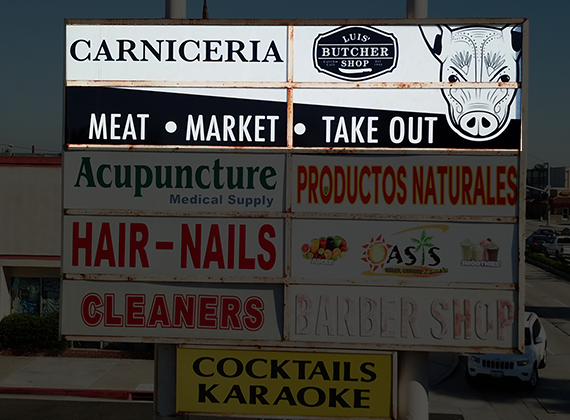 CARNICERIA
LUIS'
BUTCHER
SHOP
MEAT • MARKET • TAKE OUT
Acupuncture
Medical Supply
PRODUCTOS NATURALES
HAIR-NAILS
OASIS
SMOOTHIES
CLEANERS
BARBER SHOP
COCKTAILS
KARAOKE